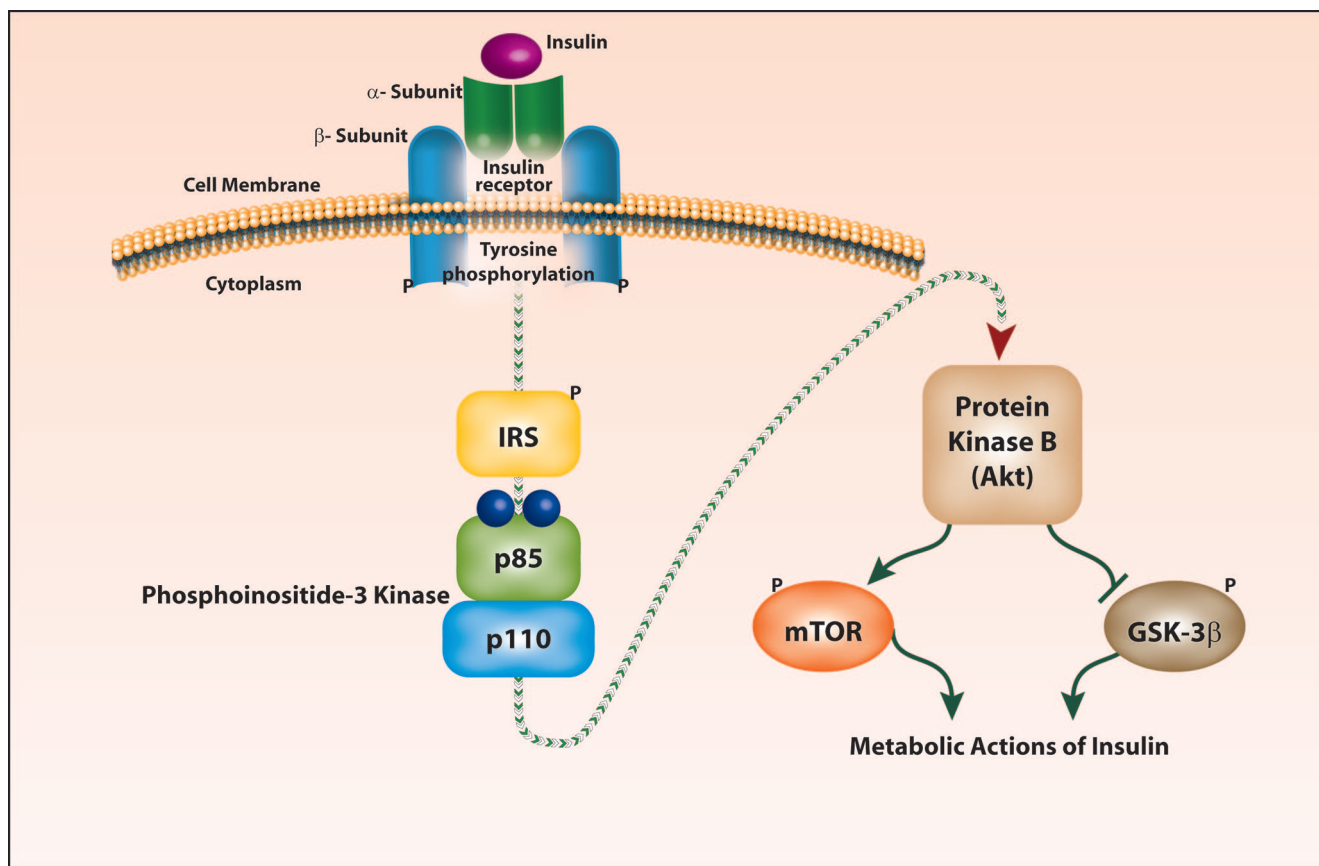 Insulin
α- Subunit
β- Subunit
Insulin
receptor
Cell Membrane
Tyrosine
phosphorylation
Cytoplasm
P
P
P
IRS
p85
Phosphoinositide-3 Kinase
p110
Protein
Kinase B
(Akt)
P
mTOR
P
GSK-3β
Metabolic Actions of Insulin